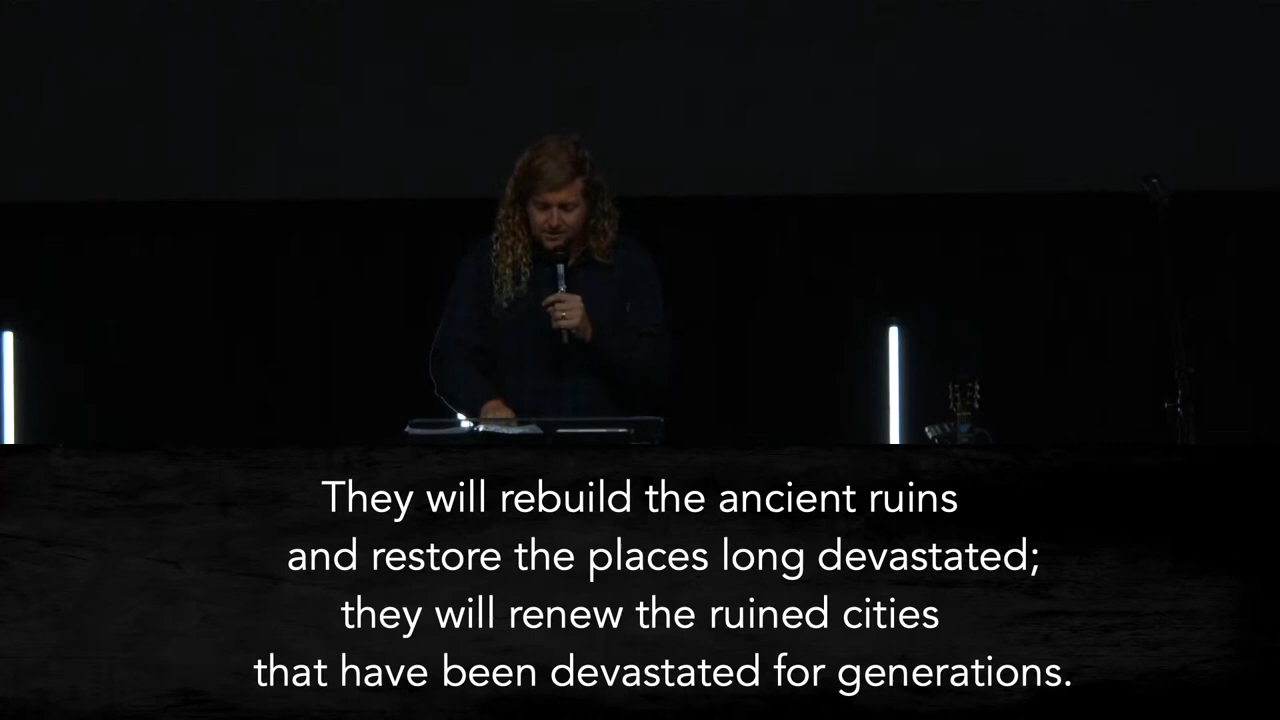 They will rebuild the ancient ruins
and restore the places long devastated;
they will renew the ruined cities
that have been devastated for generations.